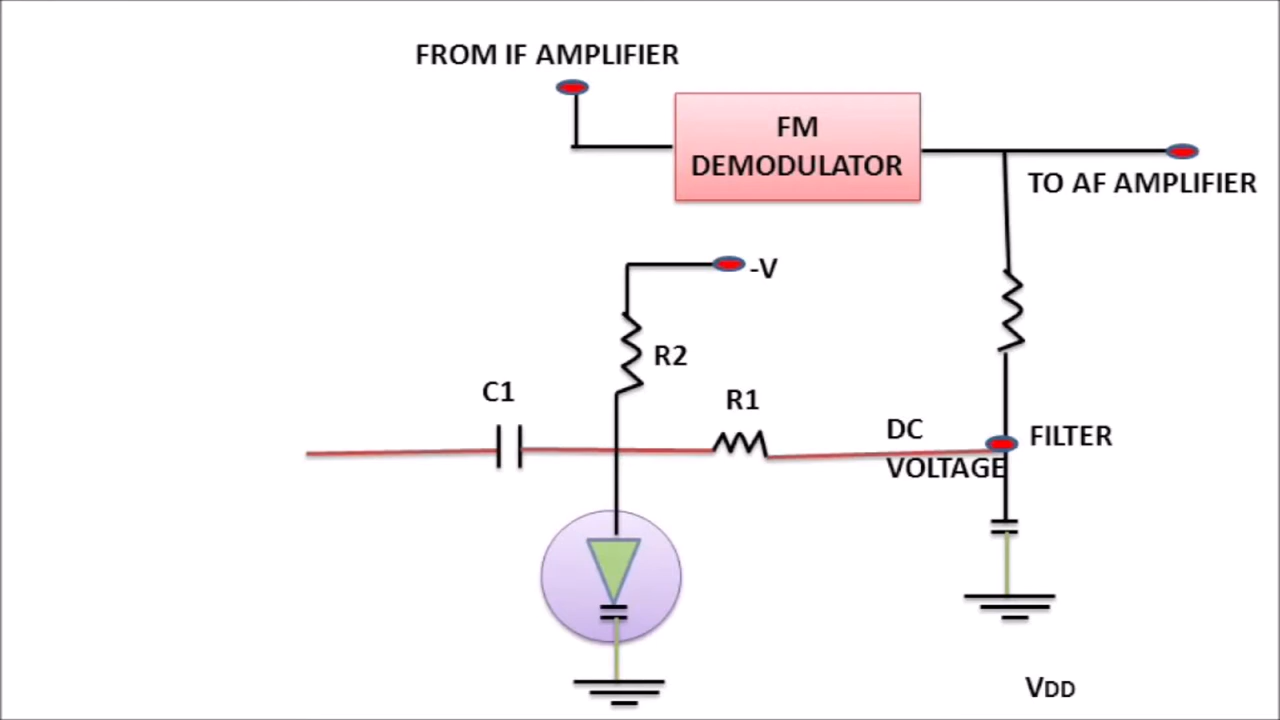 FROM IF AMPLIFIER
FM
DEMODULATOR
TO AF AMPLIFIER
-V
R2
C1
R1
DC
VOLTAGE
FILTER
VDD